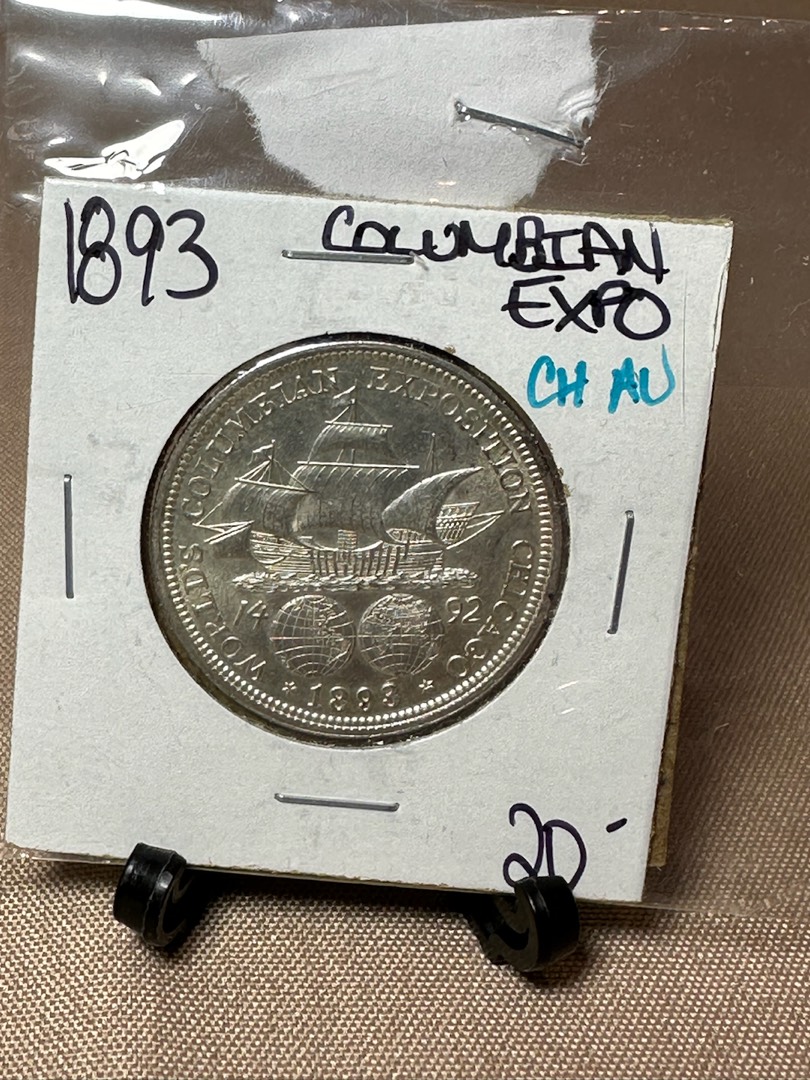 1893 COLUMBIAN
EXPO
CH AU
WORLD'S COLUMBIAN EXPOSITION CHICAGO
14 92
* 1893 *
20-